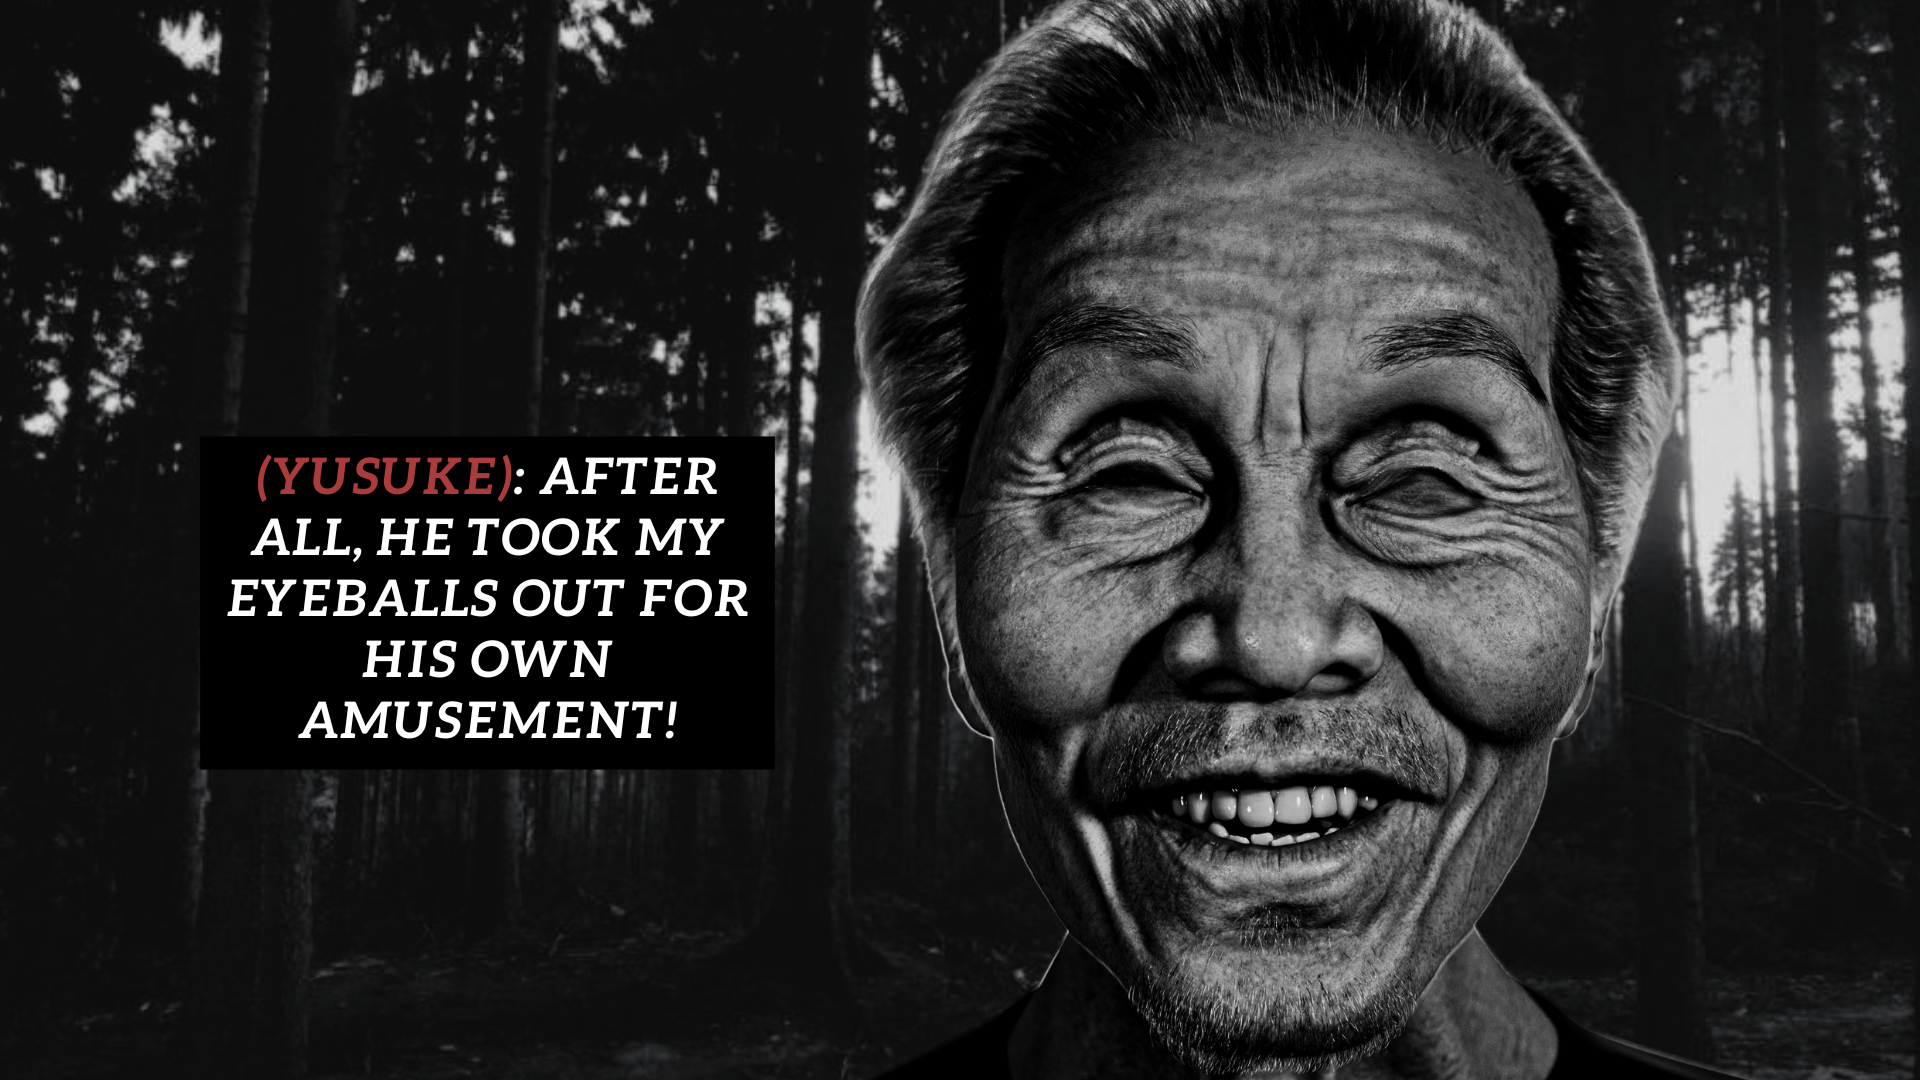 (YUSUKE): AFTER
ALL, HE TOOK MY
EYEBALLS OUT FOR
HIS OWN
AMUSEMENT!